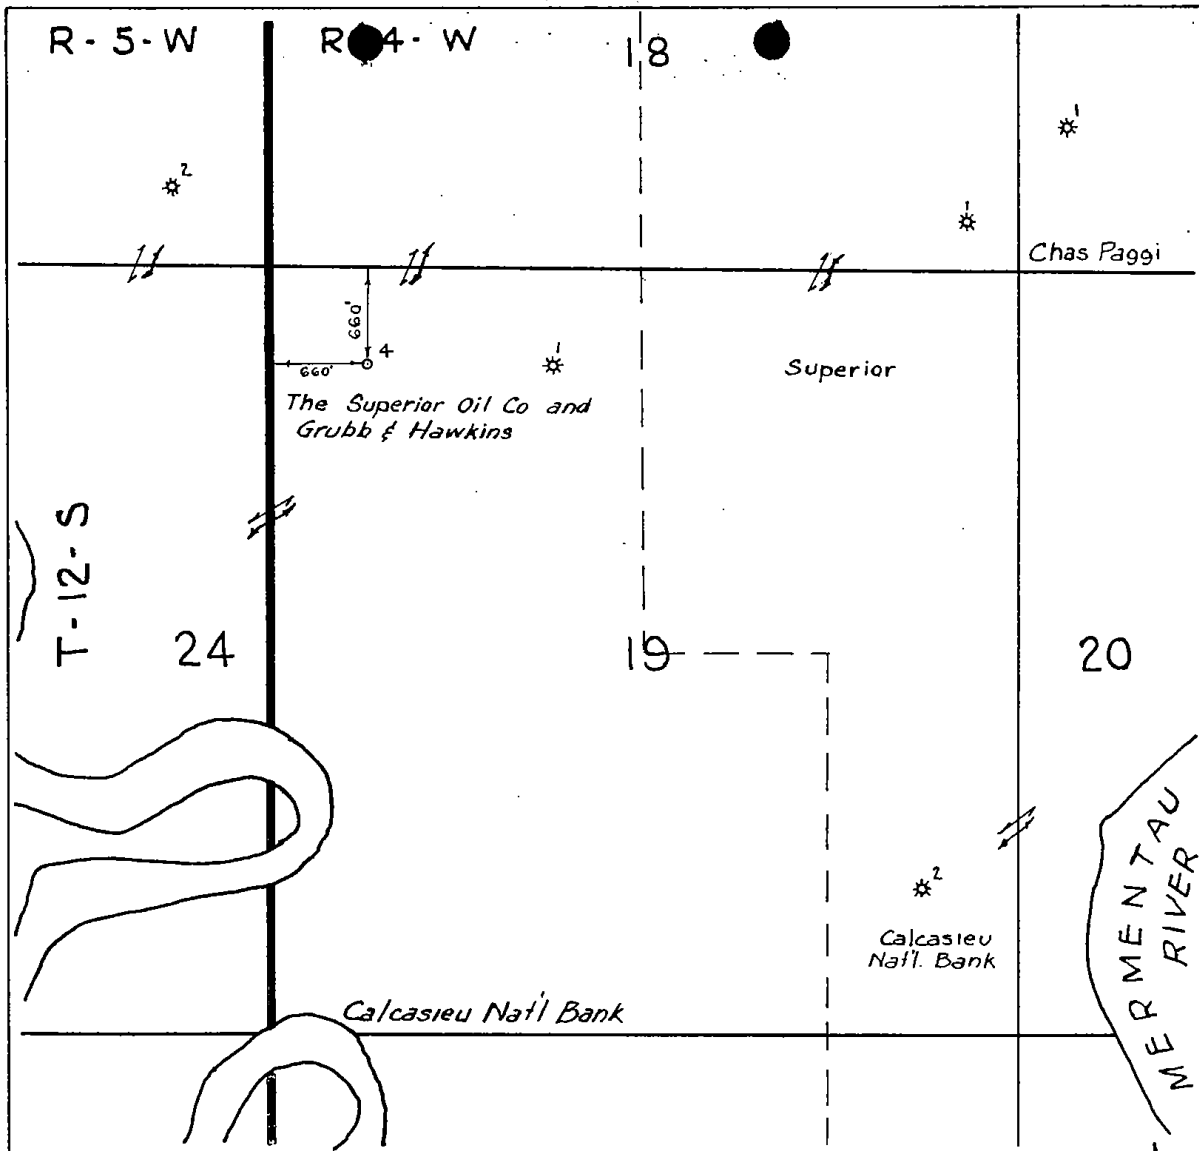 R - 5 - W
R 4 - W
18
1
2
1
Chas Paggi
660'
4
660'
1
Superior
The Superior Oil Co and
Grubb & Hawkins
T - 12 - S
24
19
20
2
Calcasieu
Nat'l. Bank
MERMENTAU
RIVER
Calcasieu Nat'l Bank